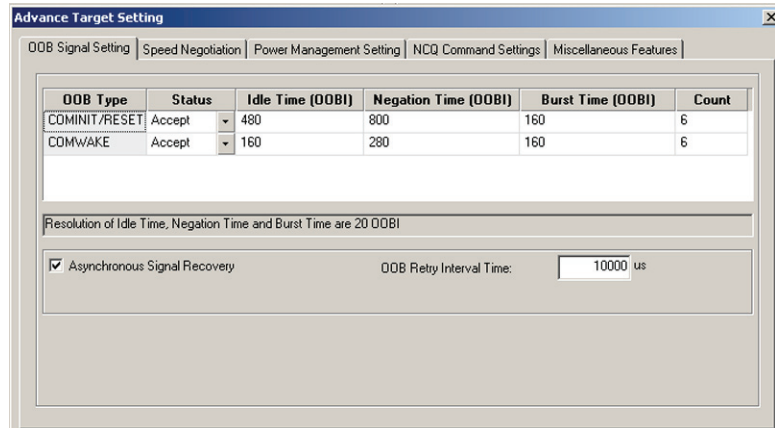 Advance Target Setting
OOB Signal Setting Speed Negotiation Power Management Setting NCQ Command Settings Miscellaneous Features
OOB Type Status Idle Time (OOBI) Negation Time (OOBI) Burst Time (OOBI) Count
COMINIT/RESET Accept 480 800 160 6
COMWAKE Accept 160 280 160 6
Resolution of Idle Time, Negation Time and Burst Time are 20 OOBI
Asynchronous Signal Recovery OOB Retry Interval Time: 10000 us